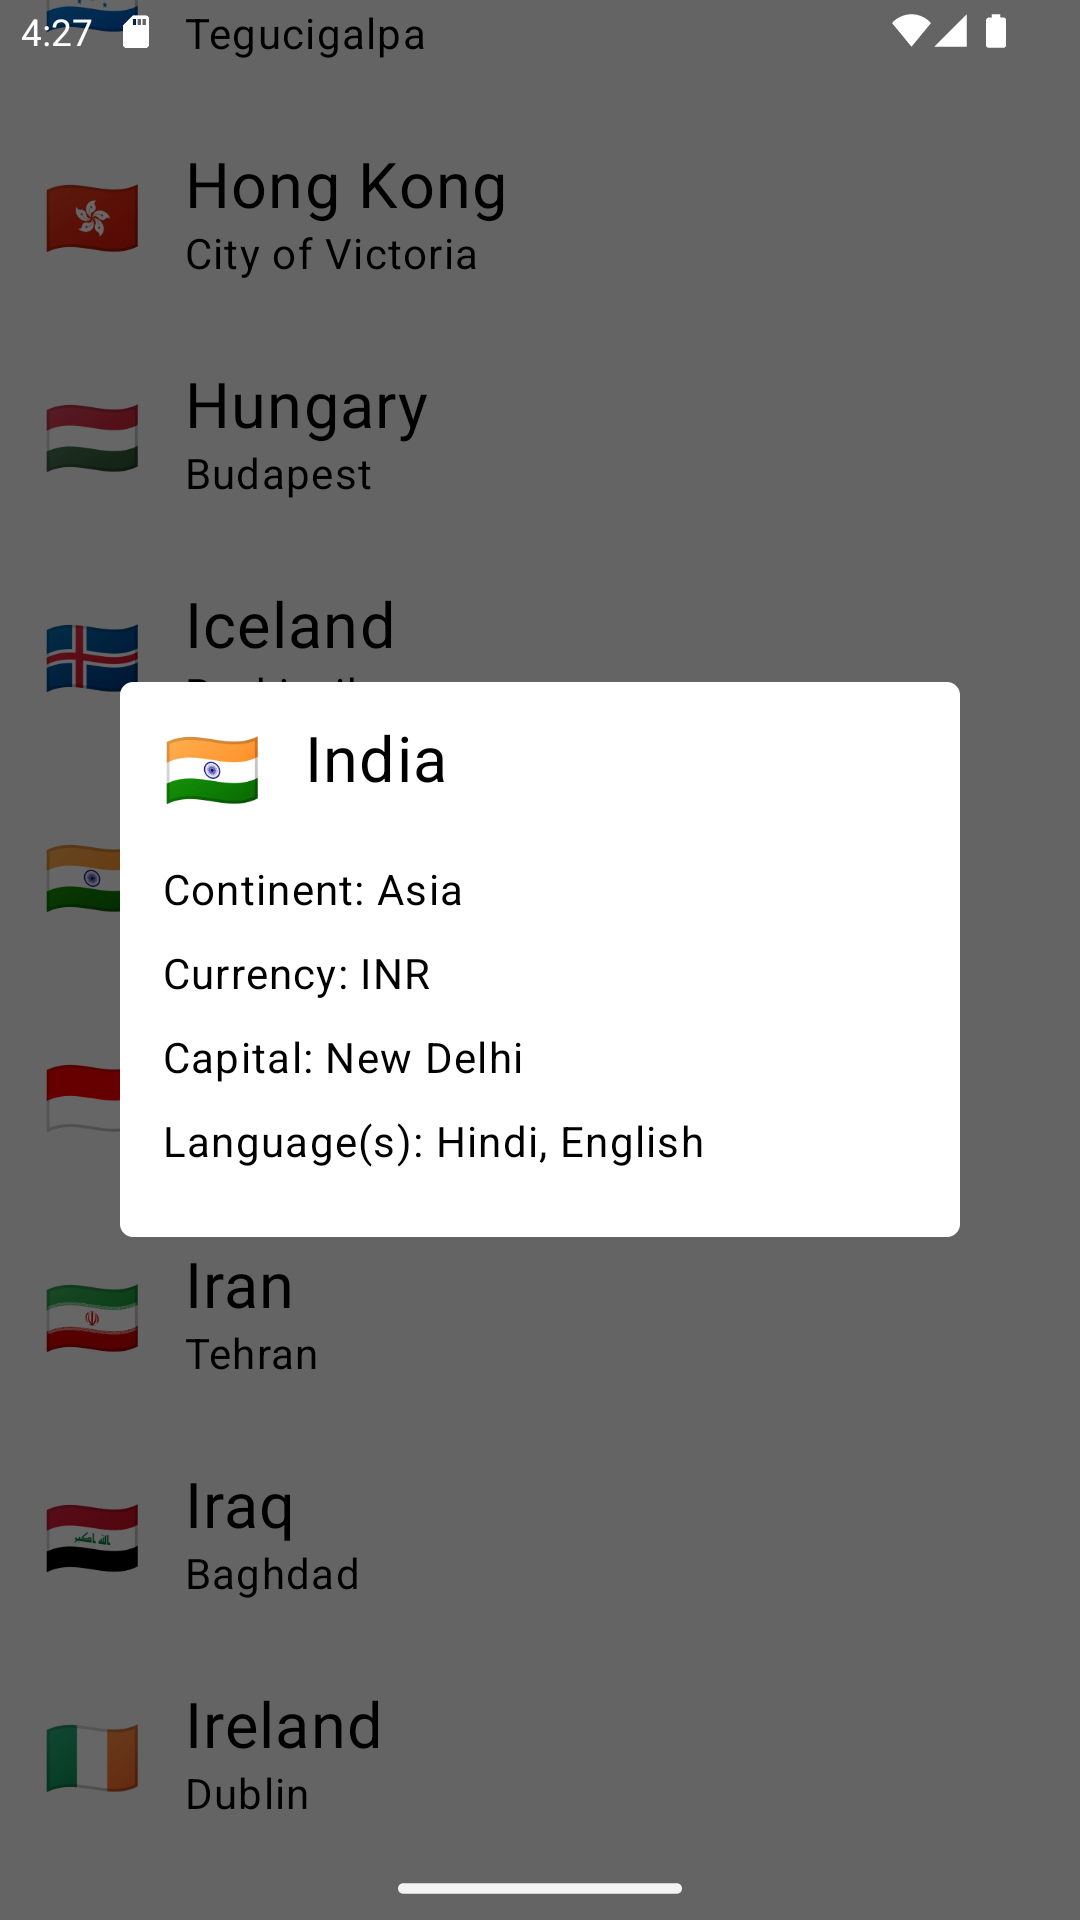 4:27
Tegucigalpa
Hong Kong
City of Victoria
Hungary
Budapest
Iceland
India
Continent: Asia
Currency: INR
Capital: New Delhi
Language(s): Hindi, English
Iran
Tehran
Iraq
Baghdad
Ireland
Dublin